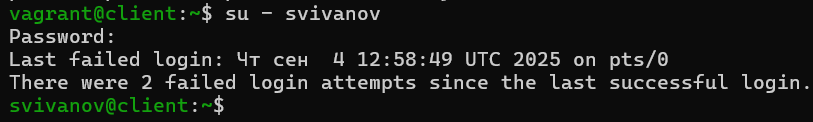 vagrant@client:~$ su - svivanov
Password:
Last failed login: Чт сен  4 12:58:49 UTC 2025 on pts/0
There were 2 failed login attempts since the last successful login.
svivanov@client:~$